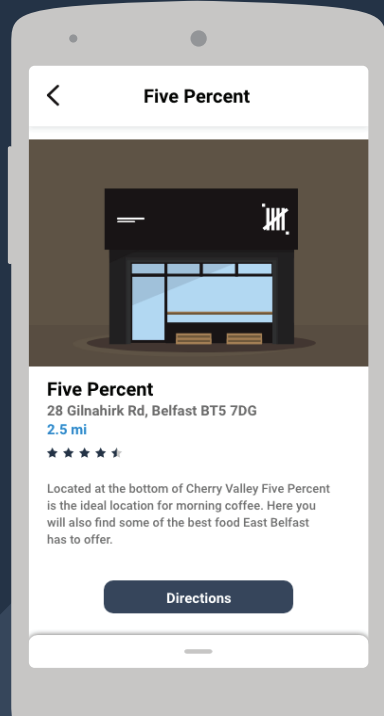 Five Percent
Five Percent
28 Gilnahirk Rd, Belfast BT5 7DG
2.5 mi
Located at the bottom of Cherry Valley Five Percent
is the ideal location for morning coffee. Here you
will also find some of the best food East Belfast
has to offer.
Directions